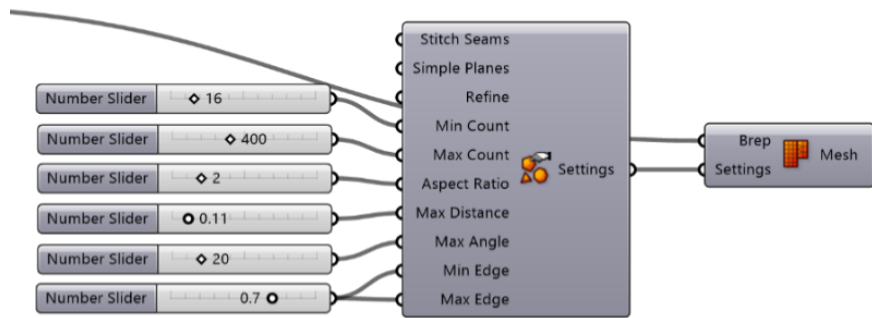 Number Slider 16
Number Slider 400
Number Slider 2
Number Slider 0.11
Number Slider 20
Number Slider 0.7
Stitch Seams
Simple Planes
Refine
Min Count
Max Count
Aspect Ratio
Max Distance
Max Angle
Min Edge
Max Edge
Settings
Brep
Settings
Mesh